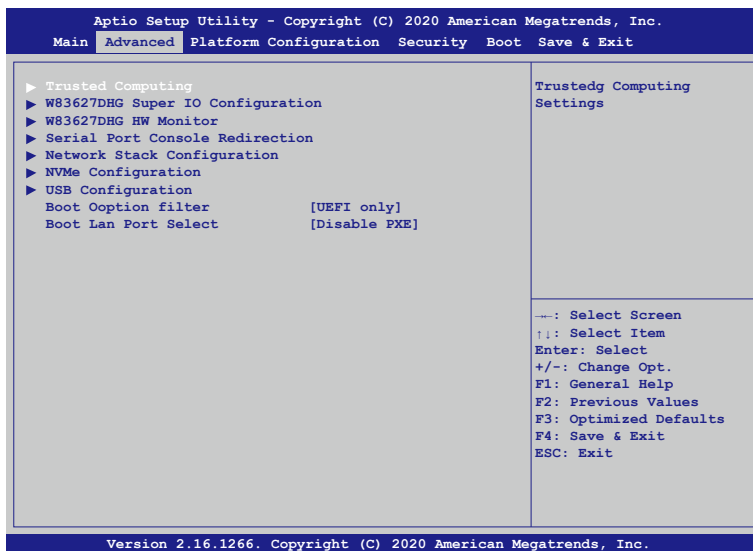 Aptio Setup Utility - Copyright (C) 2020 American Megatrends, Inc.
Main Advanced Platform Configuration Security Boot Save & Exit
▶ Trusted Computing
▶ W83627DHG Super IO Configuration
▶ W83627DHG HW Monitor
▶ Serial Port Console Redirection
▶ Network Stack Configuration
▶ NVMe Configuration
▶ USB Configuration
Boot Ooption filter [UEFI only]
Boot Lan Port Select [Disable PXE]
Trustedg Computing
Settings
→←: Select Screen
↑↓: Select Item
Enter: Select
+/-: Change Opt.
F1: General Help
F2: Previous Values
F3: Optimized Defaults
F4: Save & Exit
ESC: Exit
Version 2.16.1266. Copyright (C) 2020 American Megatrends, Inc.